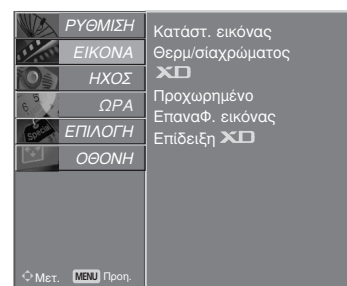 ΡΥΘΜΙΣΗ
ΕΙΚΟΝΑ
ΗΧΟΣ
ΩΡΑ
Special
ΕΠΙΛΟΓΗ
ΟΘΟΝΗ
Κατάστ. εικόνας
Θερμ/σίαχρώματος
XD
Προχωρημένο
ΕπαναΦ. εικόνας
Επίδειξη XD
Μετ. MENU Προη.